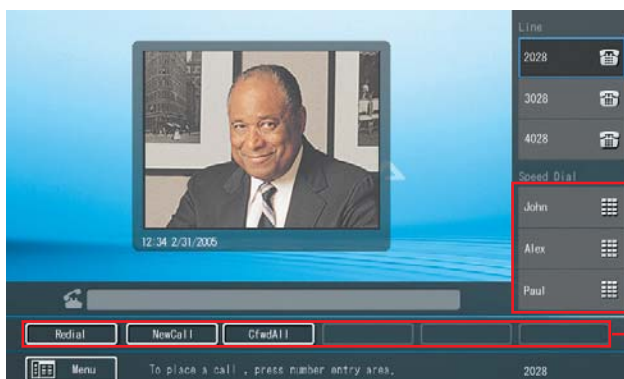 Line
2028
3028
4028
Speed Dial
John
Alex
Paul
12:34 2/31/2005
Redial NewCall CfwdAll
Menu To place a call , press number entry area. 2028